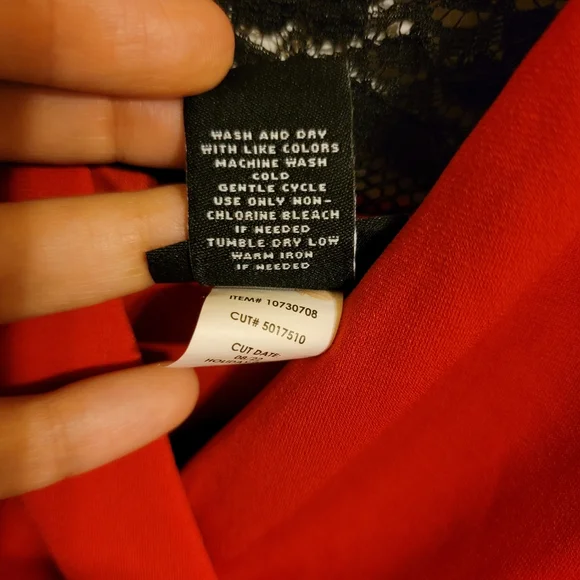 WASH AND DRY
WITH LIKE COLORS
MACHINE WASH
COLD
GENTLE CYCLE
USE ONLY NON-
CHLORINE BLEACH
IF NEEDED
TUMBLE DRY LOW
WARM IRON
IF NEEDED
ITEM# 10730708
CUT# 5017510
CUT DATE